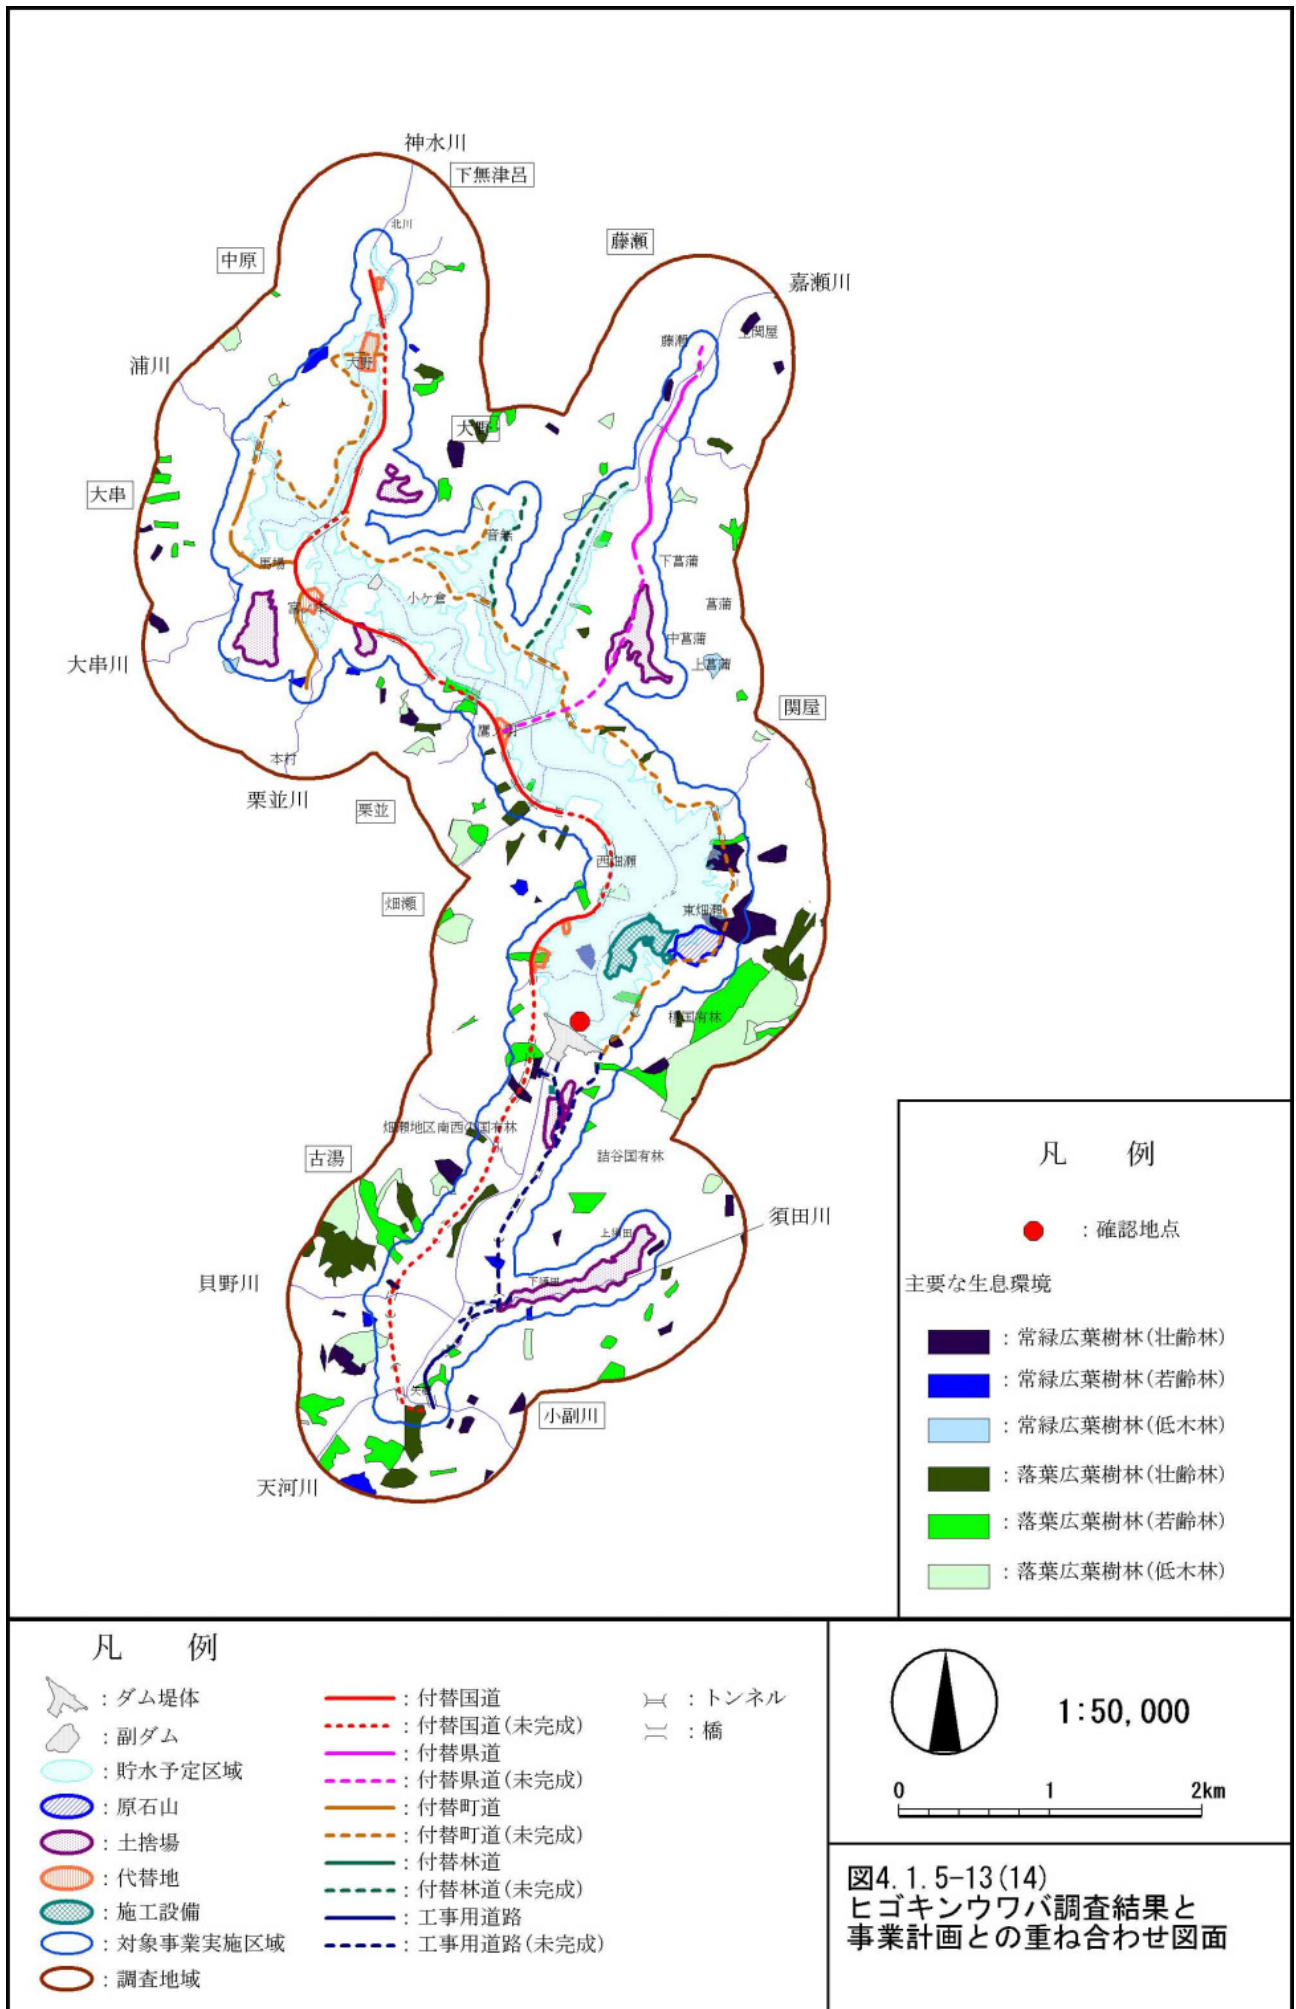 神水川
下無津呂
北川
藤瀬
中原
嘉瀬川
上関屋
藤瀬
浦川
大野
大野
大串
音無
馬場
下菖蒲
小ケ倉
菖蒲
中菖蒲
大串川
上菖蒲
関屋
本村
栗並川
栗並
西畑瀬
畑瀬
東畑瀬
畑瀬地区南西の国有林
古湯
詰谷国有林
須田川
上須田
貝野川
下須田
小副川
天河川
凡　例
：確認地点
主要な生息環境
：常緑広葉樹林(壮齢林)
：常緑広葉樹林(若齢林)
：常緑広葉樹林(低木林)
：落葉広葉樹林(壮齢林)
：落葉広葉樹林(若齢林)
：落葉広葉樹林(低木林)
凡　例
：ダム堤体
：副ダム
：貯水予定区域
：原石山
：土捨場
：代替地
：施工設備
：対象事業実施区域
：調査地域
：付替国道
：付替国道(未完成)
：付替県道
：付替県道(未完成)
：付替町道
：付替町道(未完成)
：付替林道
：付替林道(未完成)
：工事用道路
：工事用道路(未完成)
：トンネル
：橋
1:50,000
0 1 2km
図4.1.5-13(14)
ヒゴキンウワバ調査結果と
事業計画との重ね合わせ図面